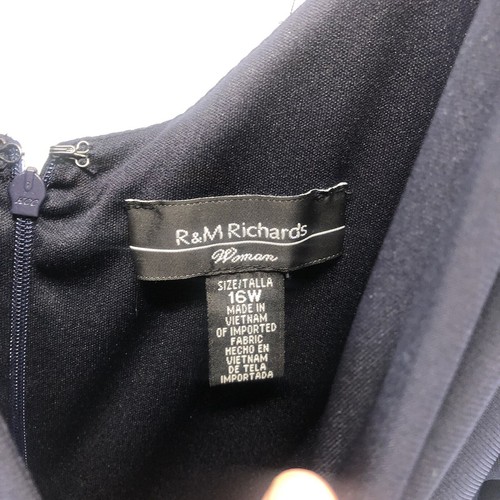 R&M Richards
Woman
SIZE/TALLA
16W
MADE IN
VIETNAM
OF IMPORTED
FABRIC
HECHO EN
VIETNAM
DE TELA
IMPORTADA